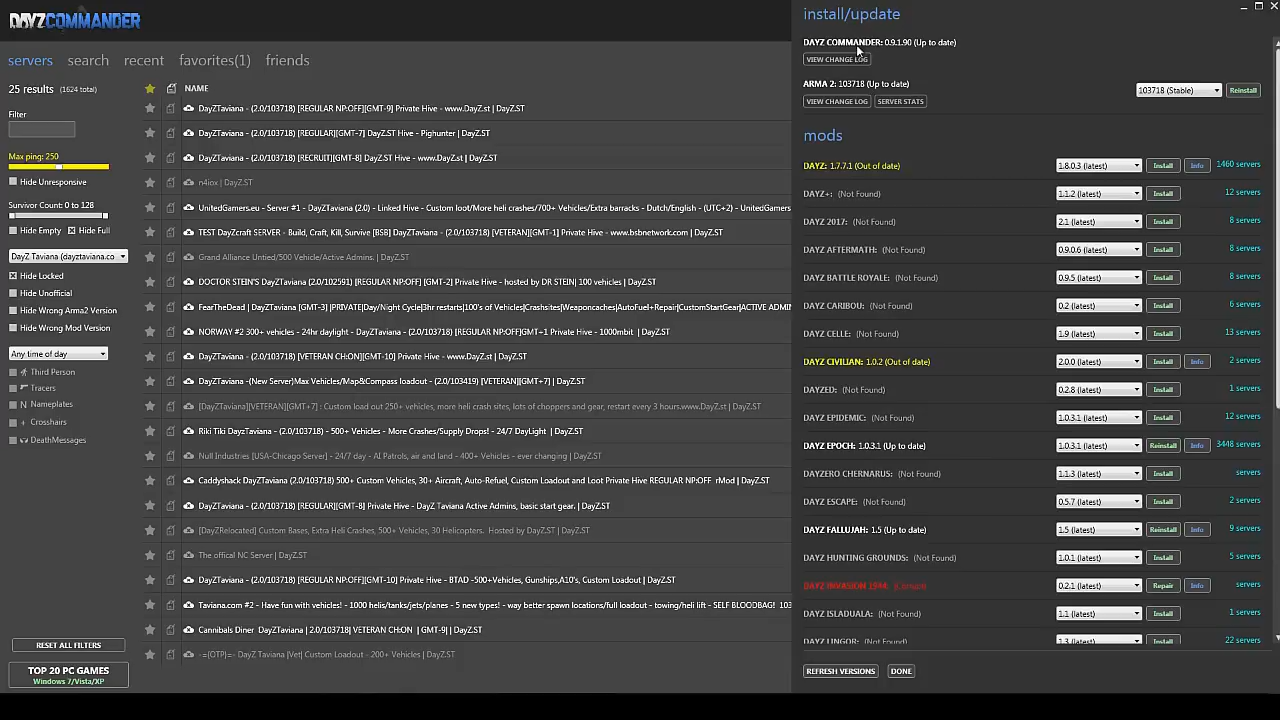 DAYZCOMMANDER
servers search recent favorites(1) friends
25 results (1624 total)
Filter
Max ping: 250
Hide Unresponsive
Survivor Count: 0 to 128
Hide Empty Hide Full
DayZ Taviana (dayztaviana.co
Hide Locked
Hide Unofficial
Hide Wrong Arma2 Version
Hide Wrong Mod Version
Any time of day
Third Person
Tracers
Nameplates
Crosshairs
DeathMessages
RESET ALL FILTERS
TOP 20 PC GAMES
Windows 7/Vista/XP
NAME
DayZTaviana - (2.0/103718) [REGULAR NP:OFF][GMT-9] Private Hive - www.DayZ.st | DayZ.ST
DayZTaviana - (2.0/103718) [REGULAR][GMT-7] DayZ.ST Hive - Pighunter | DayZ.ST
DayZTaviana - (2.0/103718) [RECRUIT][GMT-8] DayZ.ST Hive - www.DayZ.st | DayZ.ST
n4iox | DayZ.ST
UnitedGamers.eu - Server #1 - DayZTaviana (2.0) - Linked Hive - Custom loot/More heli crashes/700+ Vehicles/Extra barracks - Dutch/English - (UTC+2) - UnitedGamers
TEST DayZcraft SERVER - Build, Craft, Kill, Survive [BSB] [VETERAN][GMT-1] Private - www.bsbnetwork.com | DayZ.ST
Grand Alliance Untied/500 Vehicle/Active Admins. | DayZ.ST
DOCTOR STEIN'S DayZTaviana (2.0/102591) [REGULAR NP:OFF] [GMT-2] Private Hive - hosted by DR STEIN| 100 vehicles | DayZ.ST
FearTheDead | DayZTaviana [GMT-3] |PRIVATE|Day/Night Cycle|3hr restarts|100's of Vehicles|Crashsites|Weaponcaches|AutoFuel+Repair|CustomStartGear|ACTIVE ADMIN
NORWAY #2 300+ vehicles - 24hr daylight - DayZTaviana - (2.0/103718) [REGULAR NP:OFF]GMT+1 Private Hive - 1000mbit | DayZ.ST
DayZTaviana - (2.0/103718) [VETERAN CH:ON][GMT-10] Private Hive - www.DayZ.st | DayZ.ST
DayZTaviana -(New Server)Max Vehicles/Map&Compass loadout - (2.0/103419) [VETERAN][GMT+7] | DayZ.ST
[DayZTaviana][VETERAN][GMT+7] : Custom load out 250+ vehicles, more heli crash sites, lots of choppers and gear, restart every 3 hours.www.DayZ.st | DayZ.ST
Riki Tiki DayzTaviana - (2.0/103718) - 500+ Vehicles - More Crashes/Supply Drops! - 24/7 DayLight | DayZ.ST
Null Industries [USA-Chicago Server] - 24/7 day - AI Patrols, air and land - 400+ Vehicles - ever changing | DayZ.ST
Caddyshack DayZTaviana (2.0/103718) 500+ Custom Vehicles, 30+ Aircraft, Auto-Refuel, Custom Loadout and Loot Private Hive REGULAR NP:OFF rMod | DayZ.ST
DayZTaviana - (2.0/103718) [REGULAR][GMT-8] Private Hive - DayZ Taviana Active Admins, basic start gear. | DayZ.ST
[DayZRelocated] Custom Bases, Extra Heli Crashes, 500+ Vehicles, 30 Helicopters. Hosted by DayZ.ST | DayZ.ST
The offical NC Server | DayZ.ST
DayZTaviana - (2.0/103718) [REGULAR NP:OFF][GMT-10] Private Hive - BTAD -500+Vehicles, Gunships,A10's, Custom Loadout | DayZ.ST
Taviana.com #2 - Have fun with vehicles! - 1000 helis/tanks/jets/planes - 5 new types! - way better spawn locations/full loadout - towing/heli lift - SELF BLOODBAG! 103
Cannibals Diner DayZTaviana | 2.0/103718| VETERAN CH:ON | GMT-9| | DayZ.ST
-=(OTP)=- DayZ Taviana |Vet| Custom Loadout - 200+ Vehicles | DayZ.ST
install/update
DAYZ COMMANDER: 0.9.1.90 (Up to date)
VIEW CHANGE LOG
ARMA 2: 103718 (Up to date) 103718 (Stable) Reinstall
VIEW CHANGE LOG SERVER STATS
mods
DAYZ: 1.7.7.1 (Out of date) 1.8.0.3 (latest) Install Info 1460 servers
DAYZ+: (Not Found) 1.1.2 (latest) Install 12 servers
DAYZ 2017: (Not Found) 2.1 (latest) Install 8 servers
DAYZ AFTERMATH: (Not Found) 0.9.0.6 (latest) Install 8 servers
DAYZ BATTLE ROYALE: (Not Found) 0.9.5 (latest) Install 8 servers
DAYZ CARIBOU: (Not Found) 0.2 (latest) Install 6 servers
DAYZ CELLE: (Not Found) 1.9 (latest) Install 13 servers
DAYZ CIVILIAN: 1.0.2 (Out of date) 2.0.0 (latest) Install Info 2 servers
DAYZED: (Not Found) 0.2.8 (latest) Install 1 servers
DAYZ EPIDEMIC: (Not Found) 1.0.3.1 (latest) Install 12 servers
DAYZ EPOCH: 1.0.3.1 (Up to date) 1.0.3.1 (latest) Reinstall Info 3448 servers
DAYZERO CHERNARUS: (Not Found) 1.1.3 (latest) Install servers
DAYZ ESCAPE: (Not Found) 0.5.7 (latest) Install 2 servers
DAYZ FALLUJAH: 1.5 (Up to date) 1.5 (latest) Reinstall Info 9 servers
DAYZ HUNTING GROUNDS: (Not Found) 1.0.1 (latest) Install 5 servers
DAYZ INVASION 1944: 0.2.1 (latest) Repair Info servers
DAYZ ISLADUALA: (Not Found) 1.1 (latest) Install 1 servers
DAYZ LINGOR: (Not Found) 1.3 (latest) Install 22 servers
REFRESH VERSIONS DONE